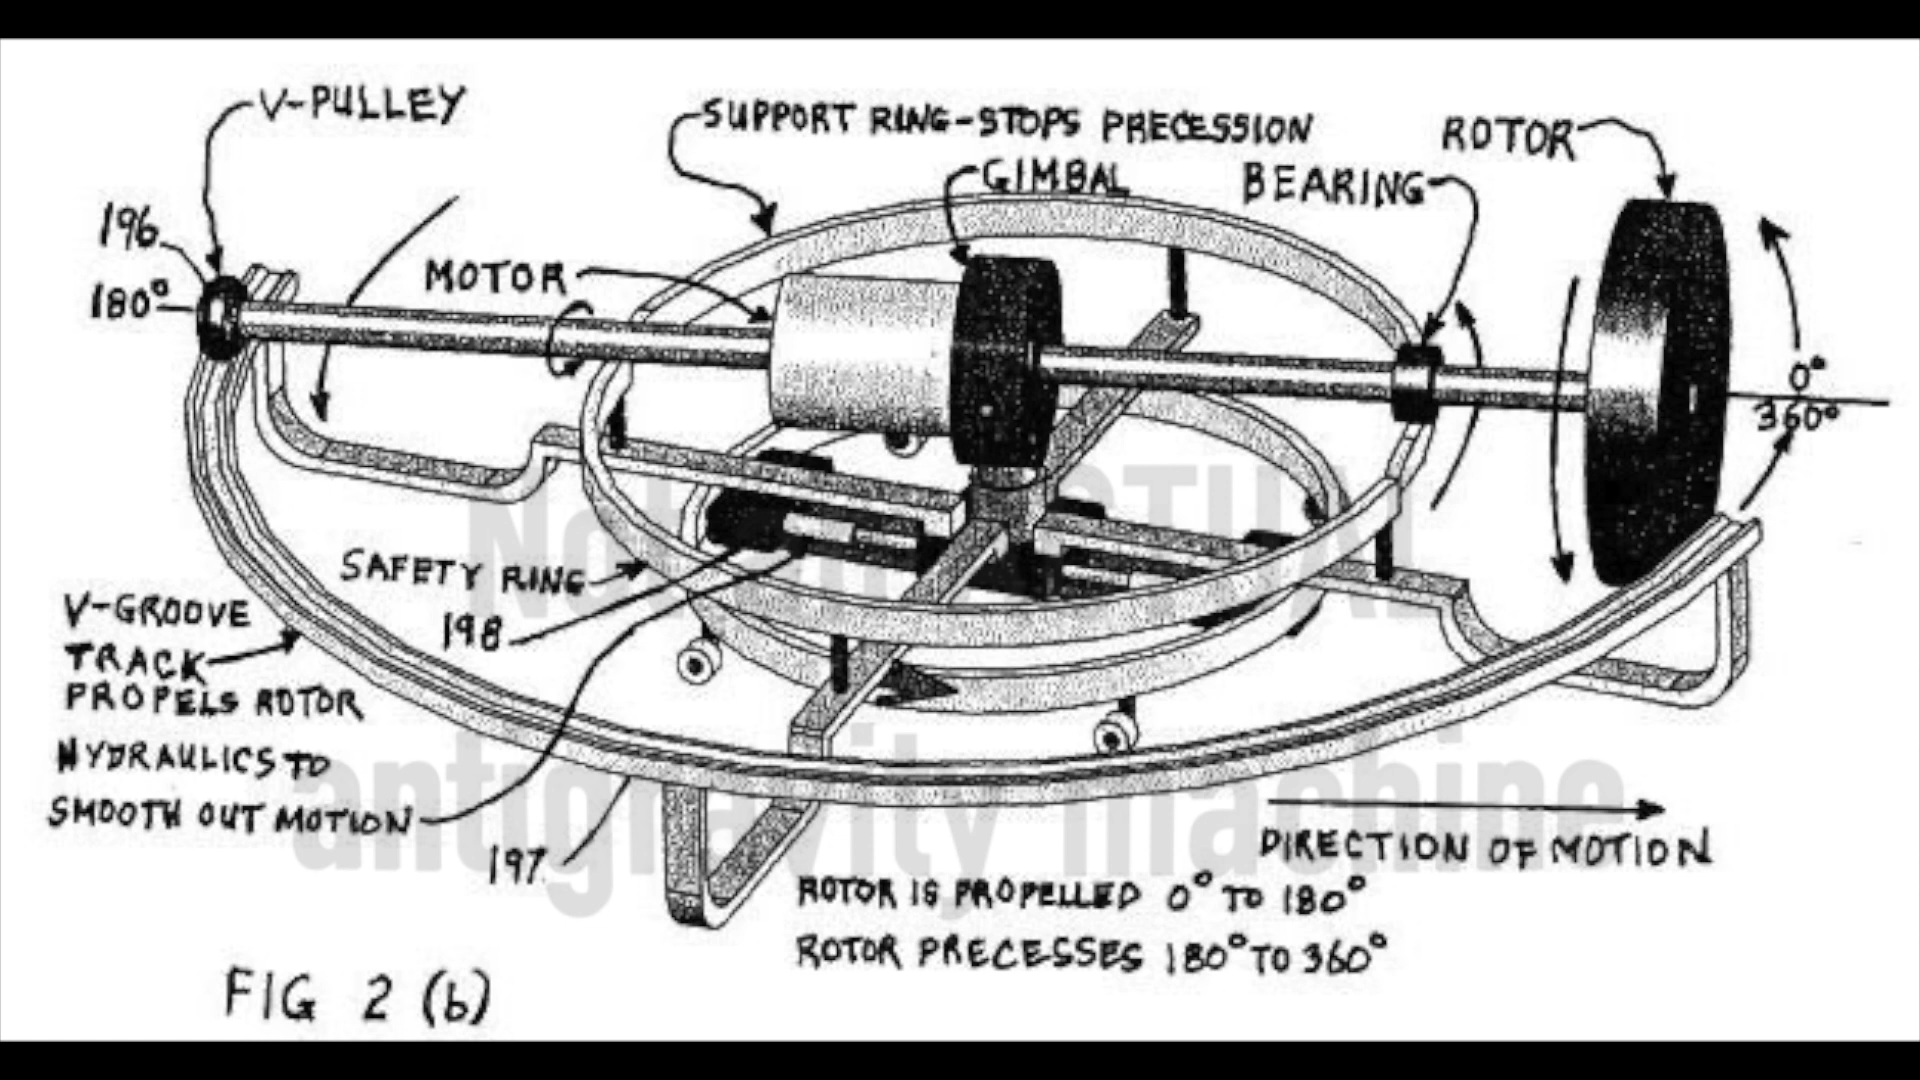 V-PULLEY
SUPPORT RING-STOPS PRECESSION
ROTOR
GIMBAL
BEARING
196
180°
MOTOR
0°
360°
SAFETY RING
198
V-GROOVE
TRACK
PROPELS ROTOR
HYDRAULICS TO
SMOOTH OUT MOTION
197
DIRECTION OF MOTION
ROTOR IS PROPELLED 0° TO 180°
ROTOR PRECESSES 180° TO 360°
FIG 2 (b)
antigravity machine